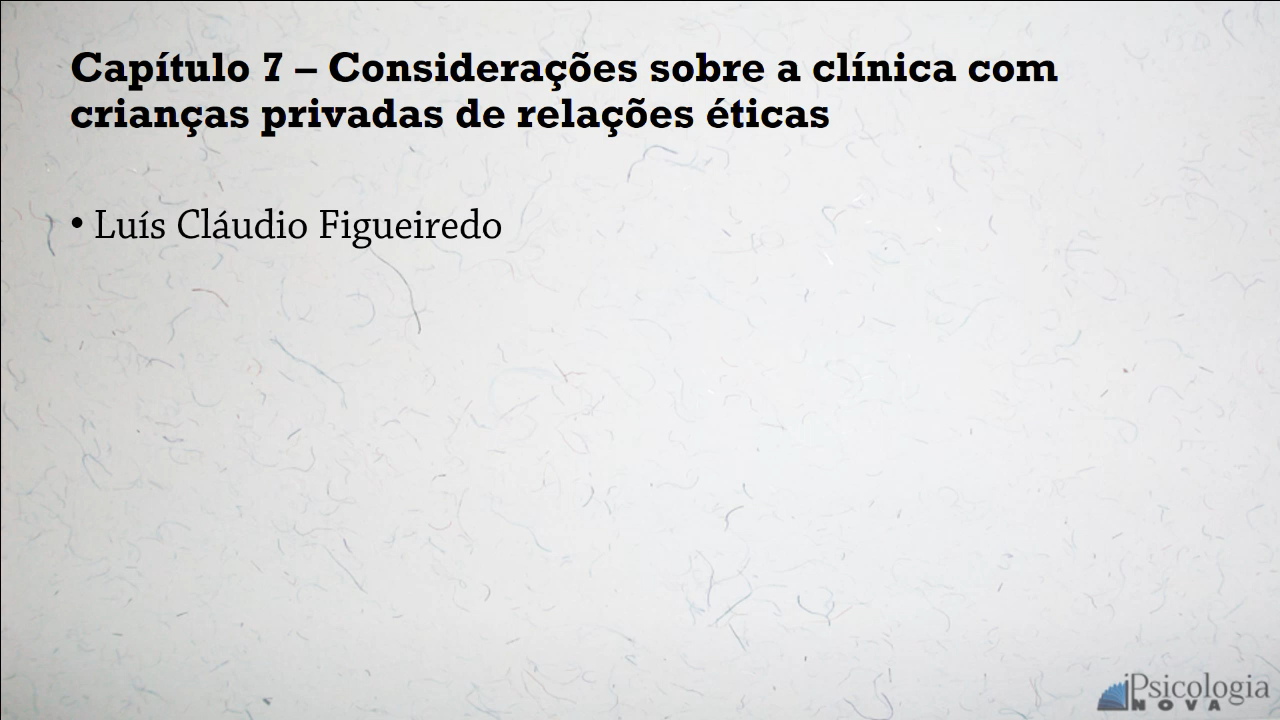 Capítulo 7 – Considerações sobre a clínica com
crianças privadas de relações éticas
• Luís Cláudio Figueiredo
Psicologia
NOVA